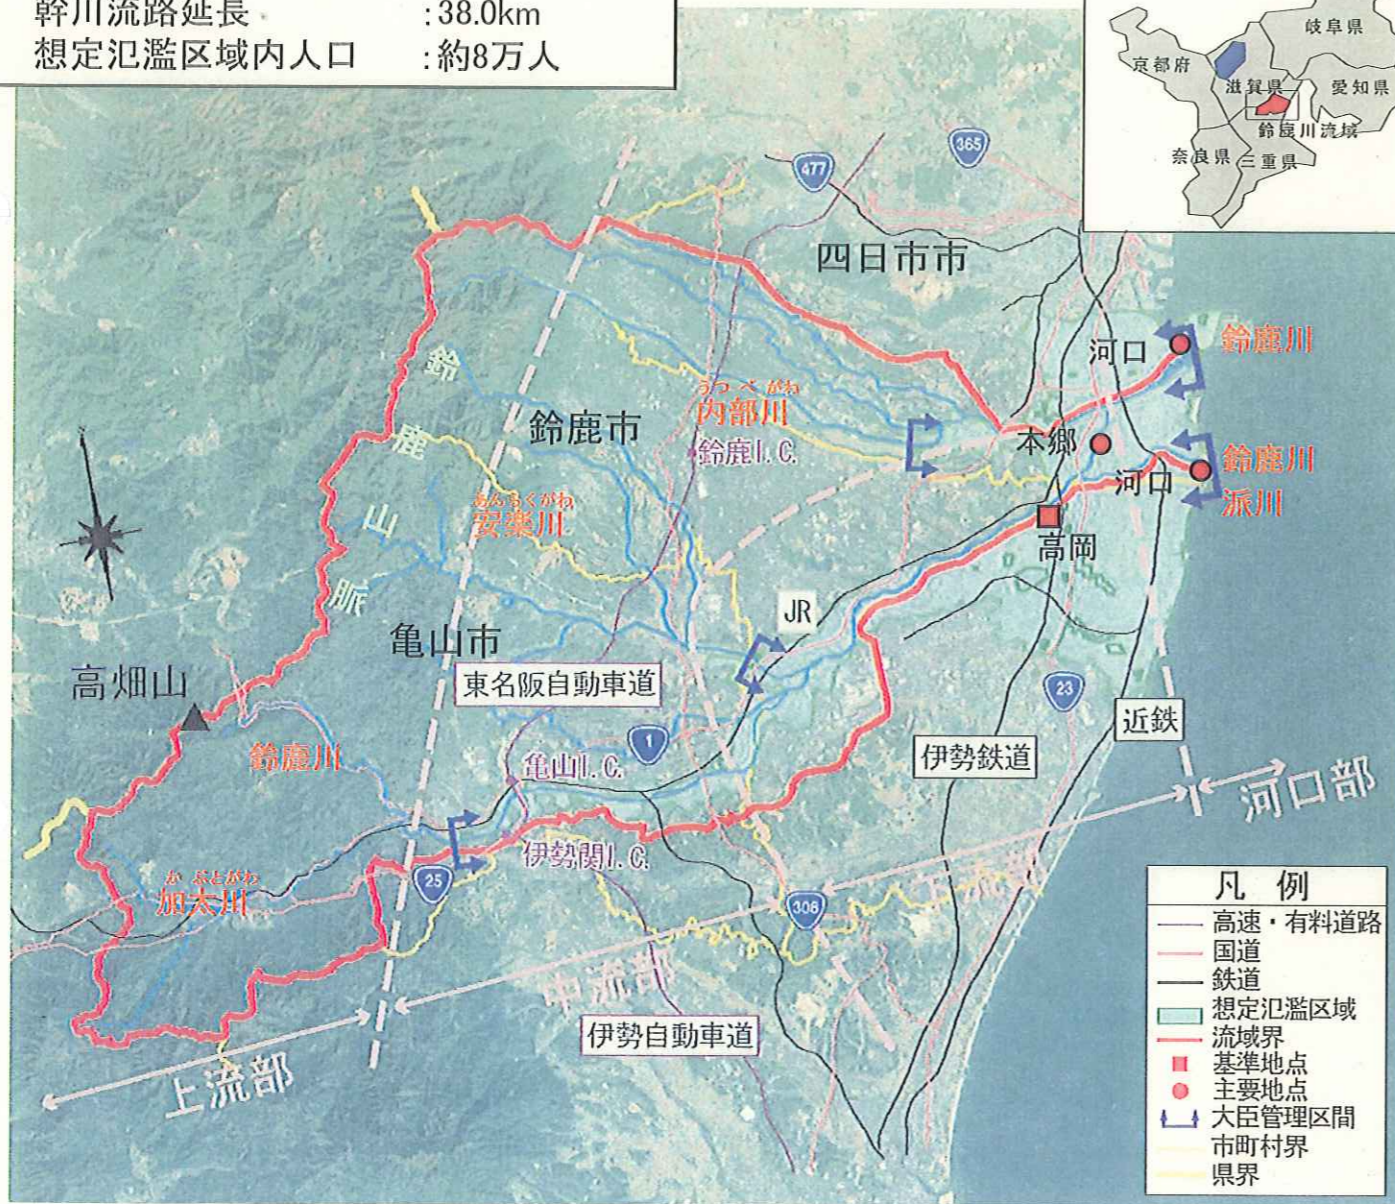 幹川流路延長 :38.0km
想定氾濫区域内人口 :約8万人
岐阜県
京都府
滋賀県
愛知県
鈴鹿川流域
奈良県
三重県
365
477
四日市市
河口
鈴鹿川
鈴鹿山脈
うつべがわ
内部川
鈴鹿市
鈴鹿I.C.
本郷
河口
鈴鹿川
派川
あんらくがわ
安楽川
高岡
JR
亀山市
東名阪自動車道
高畑山
23
近鉄
1
鈴鹿川
伊勢鉄道
亀山I.C.
河口部
伊勢関I.C.
25
かぶとがわ
加太川
306
中流部
伊勢自動車道
上流部
凡 例
高速・有料道路
国道
鉄道
想定氾濫区域
流域界
基準地点
主要地点
大臣管理区間
市町村界
県界